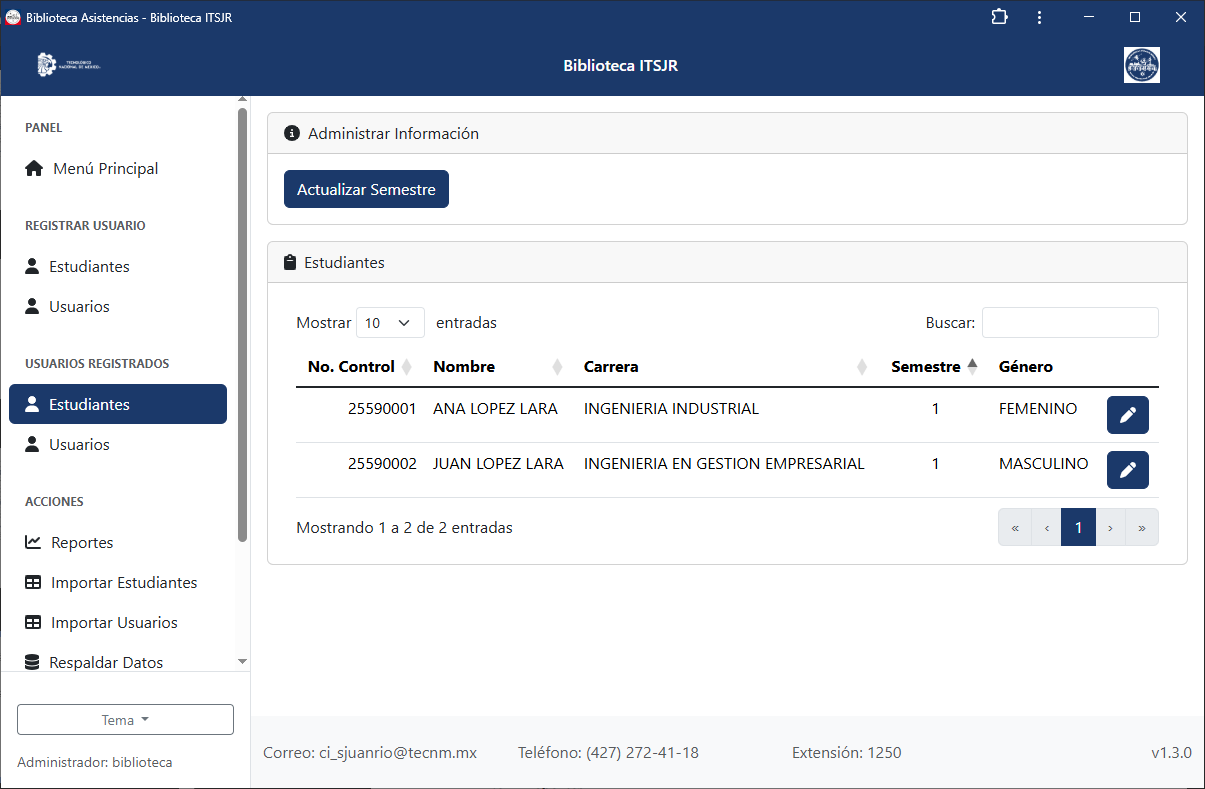 Biblioteca Asistencias - Biblioteca ITSJR
TECNOLÓGICO
NACIONAL DE MÉXICO
Biblioteca ITSJR
PANEL
Menú Principal
REGISTRAR USUARIO
Estudiantes
Usuarios
USUARIOS REGISTRADOS
Estudiantes
Usuarios
ACCIONES
Reportes
Importar Estudiantes
Importar Usuarios
Respaldar Datos
Tema
Administrador: biblioteca
Administrar Información
Actualizar Semestre
Estudiantes
Mostrar 10 entradas Buscar:
No. Control Nombre Carrera Semestre Género
25590001 ANA LOPEZ LARA INGENIERIA INDUSTRIAL 1 FEMENINO
25590002 JUAN LOPEZ LARA INGENIERIA EN GESTION EMPRESARIAL 1 MASCULINO
Mostrando 1 a 2 de 2 entradas « ‹ 1 › »
Correo: ci_sjuanrio@tecnm.mx Teléfono: (427) 272-41-18 Extensión: 1250 v1.3.0